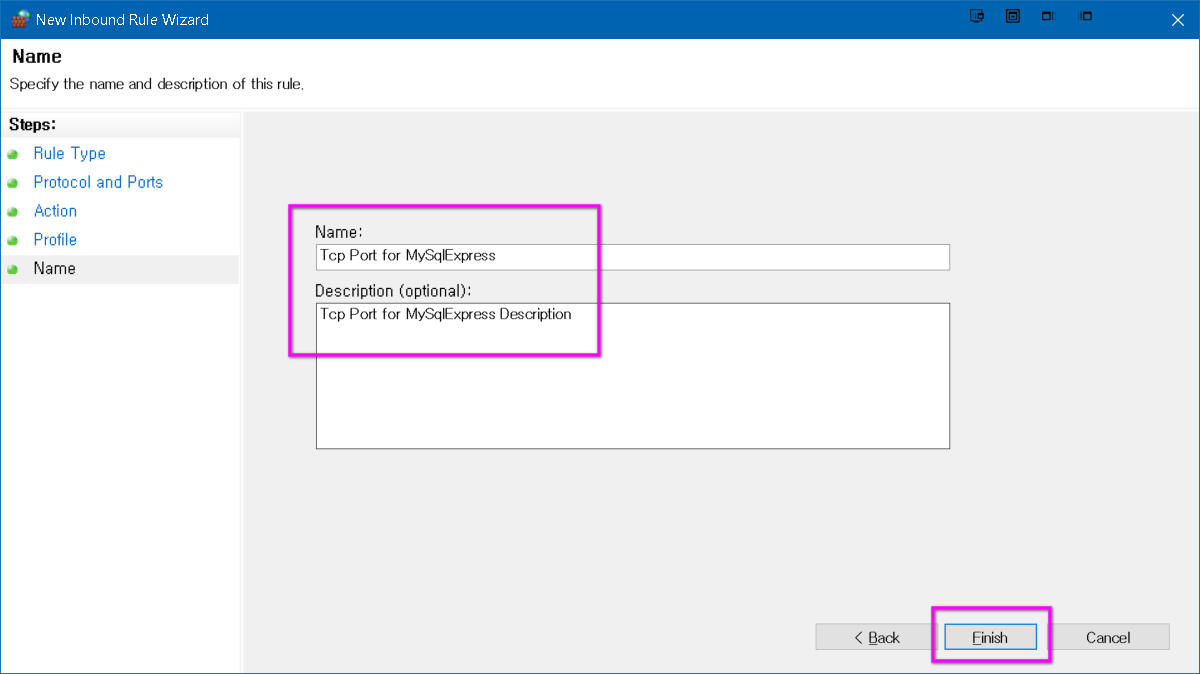 New Inbound Rule Wizard
Name
Specify the name and description of this rule.
Steps:
Rule Type
Protocol and Ports
Action
Profile
Name
Name:
Tcp Port for MySqlExpress
Description (optional):
Tcp Port for MySqlExpress Description
< Back
Finish
Cancel